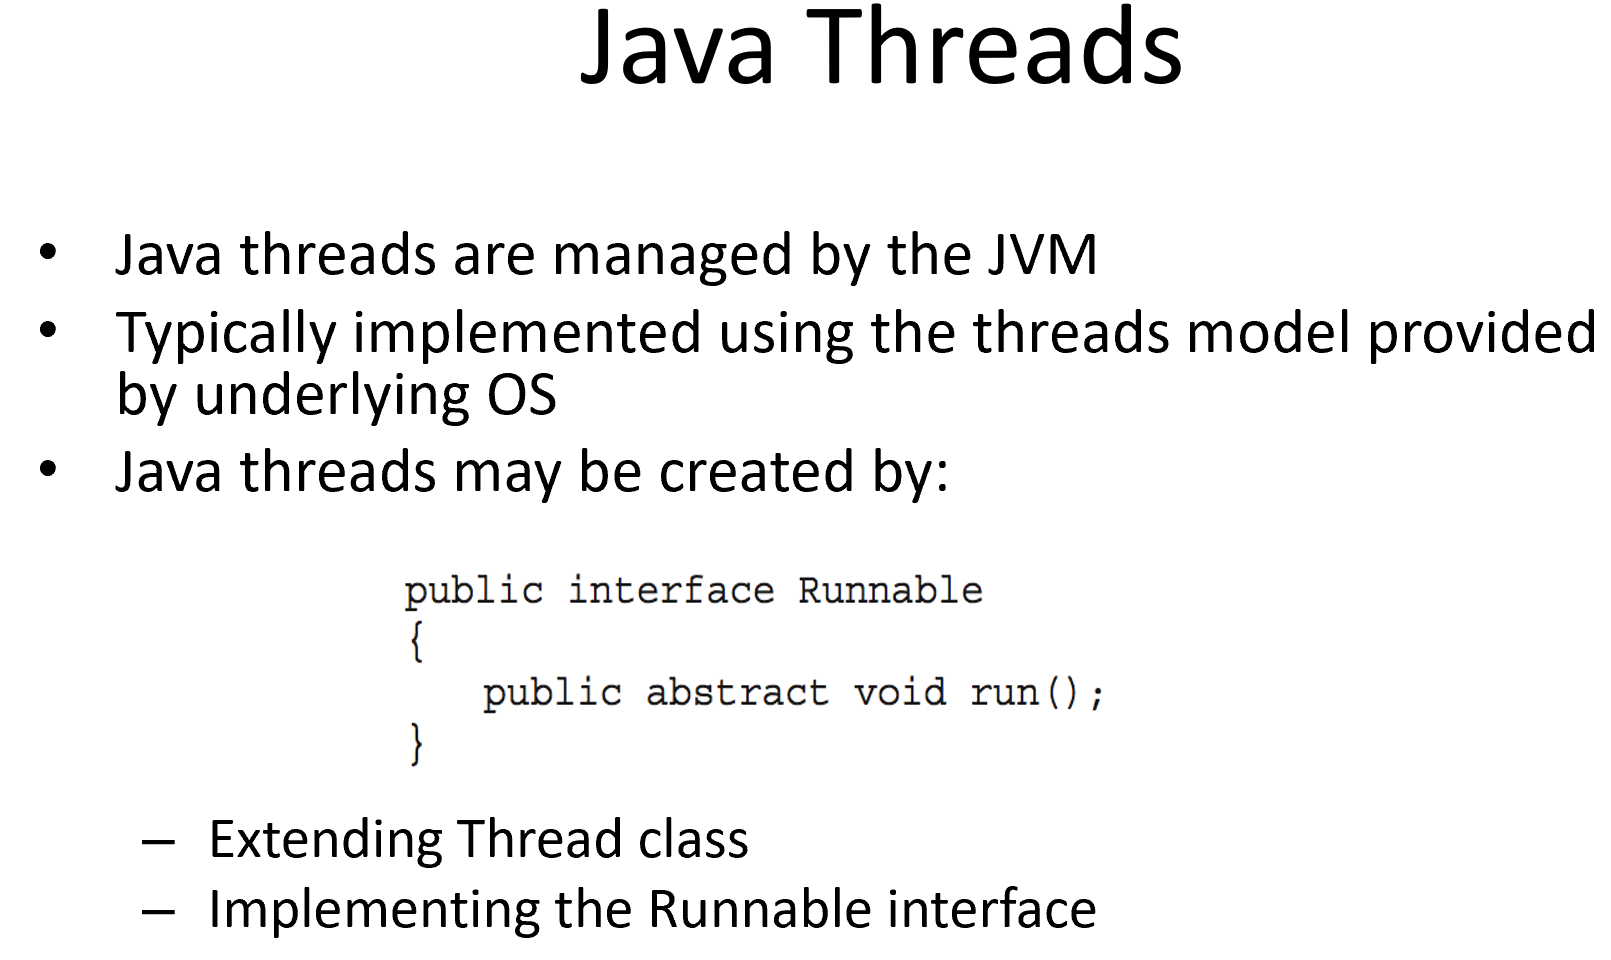 Java Threads
• Java threads are managed by the JVM
• Typically implemented using the threads model provided
by underlying OS
• Java threads may be created by:
public interface Runnable
{
public abstract void run();
}
– Extending Thread class
– Implementing the Runnable interface